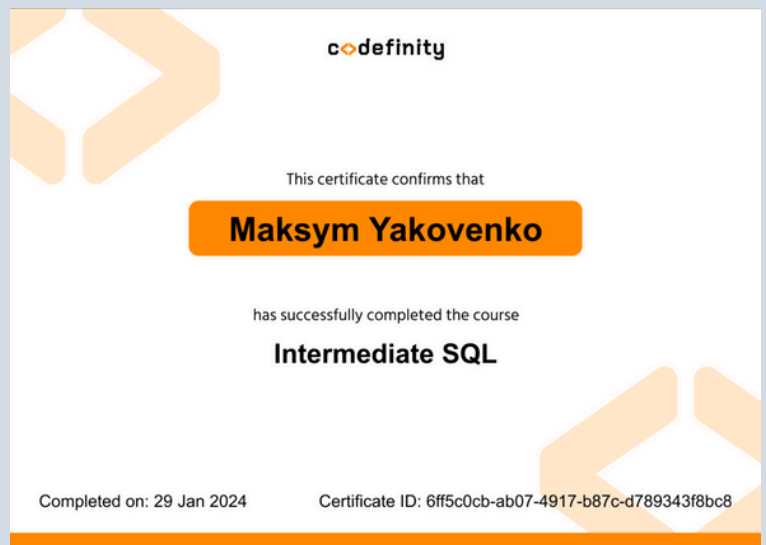 codefinity
This certificate confirms that
Maksym Yakovenko
has successfully completed the course
Intermediate SQL
Completed on: 29 Jan 2024
Certificate ID: 6ff5c0cb-ab07-4917-b87c-d789343f8bc8